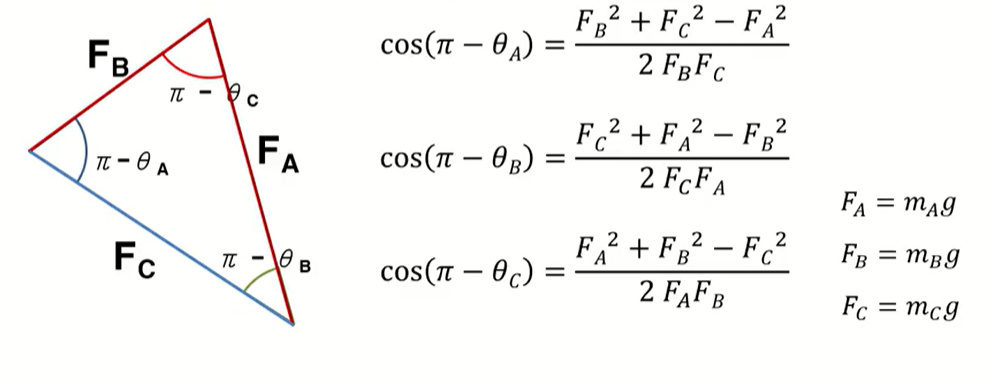 F_B
π - θ_C
π - θ_A
F_A
F_C
π - θ_B
cos(π − θ_A) = (F_B² + F_C² − F_A²) / (2 F_B F_C)
cos(π − θ_B) = (F_C² + F_A² − F_B²) / (2 F_C F_A)
cos(π − θ_C) = (F_A² + F_B² − F_C²) / (2 F_A F_B)
F_A = m_A g
F_B = m_B g
F_C = m_C g